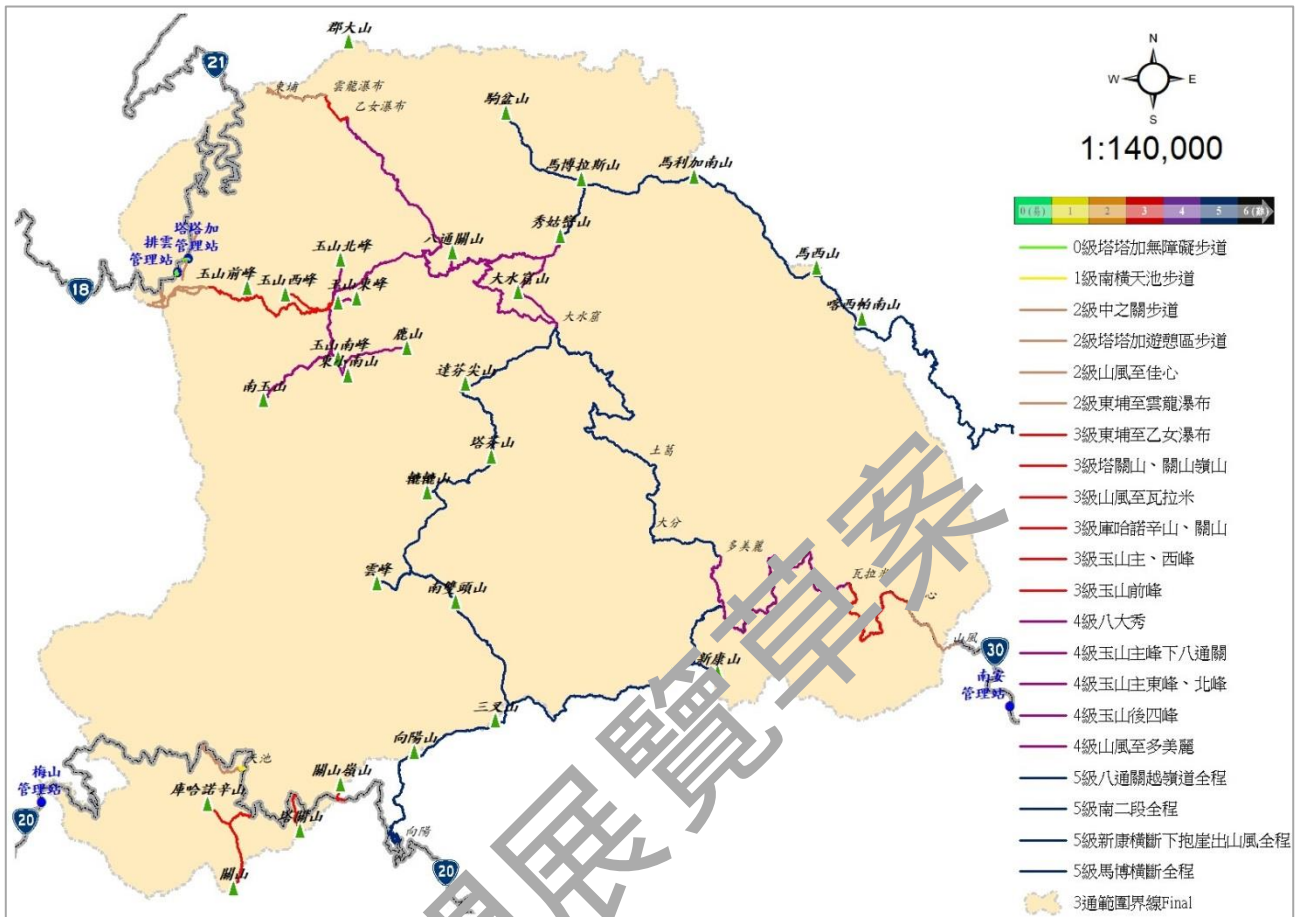 郡大山
21
東埔
雲龍瀑布
乙女瀑布
駒盆山
馬博拉斯山
馬利加南山
N
W
E
S
1:140,000
0(易) 1 2 3 4 5 6(難)
塔塔加
管理站
排雲
管理站
18
玉山北峰
八通關山
秀姑巒山
玉山前峰
玉山西峰
玉山東峰
大水窟山
大水窟
馬西山
喀西帕南山
玉山南峰
東小南山
鹿山
南玉山
達芬尖山
塔芬山
轆轆山
土葛
大分
多美麗
瓦拉米
心
山風
30
南安
管理站
雲峰
南雙頭山
新康山
三叉山
向陽山
梅山
管理站
20
天池
庫哈諾辛山
關山嶺山
塔關山
向陽
20
關山
0級塔塔加無障礙步道
1級南橫天池步道
2級中之關步道
2級塔塔加遊憩區步道
2級山風至佳心
2級東埔至雲龍瀑布
3級東埔至乙女瀑布
3級塔關山、關山嶺山
3級山風至瓦拉米
3級庫哈諾辛山、關山
3級玉山主、西峰
3級玉山前峰
4級八大秀
4級玉山主峰下八通關
4級玉山主東峰、北峰
4級玉山後四峰
4級山風至多美麗
5級八通關越嶺道全程
5級南二段全程
5級新康橫斷下抱崖出山風全程
5級馬博橫斷全程
3通範圍界線Final
展覽草案